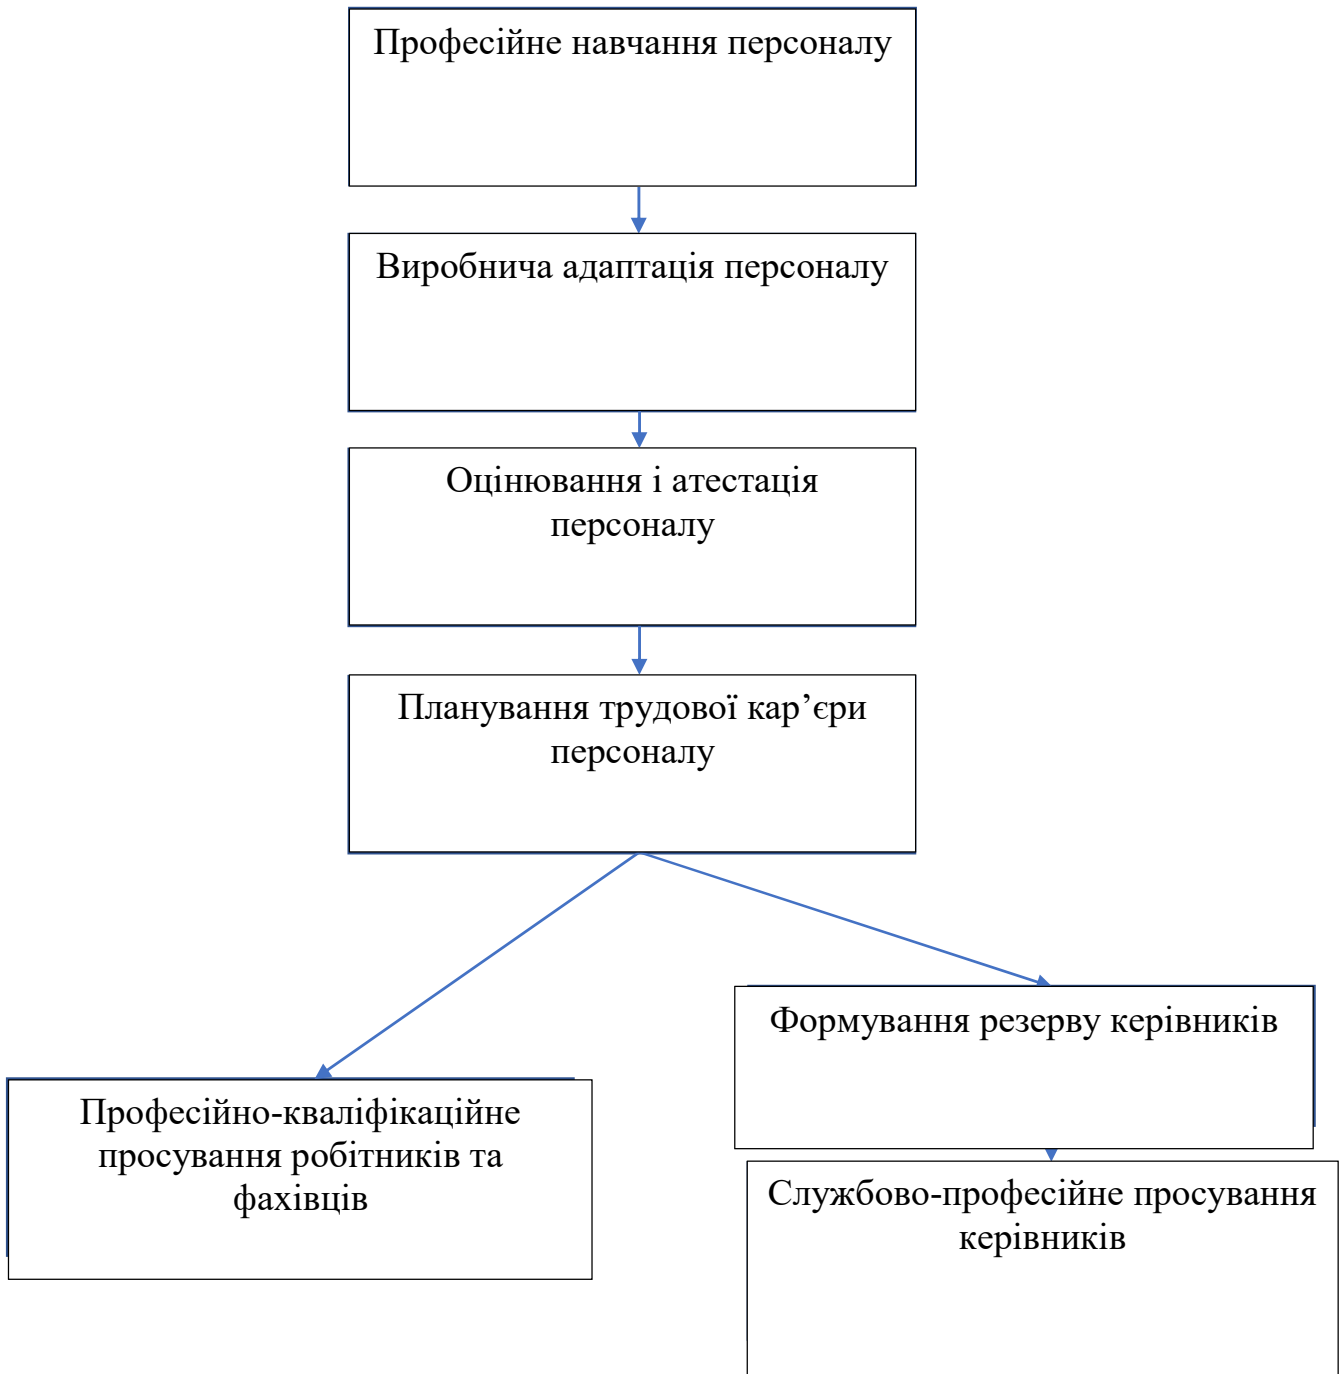 Професійне навчання персоналу
Виробнича адаптація персоналу
Оцінювання і атестація
персоналу
Планування трудової кар’єри
персоналу
Формування резерву керівників
Професійно-кваліфікаційне
просування робітників та
фахівців
Службово-професійне просування
керівників